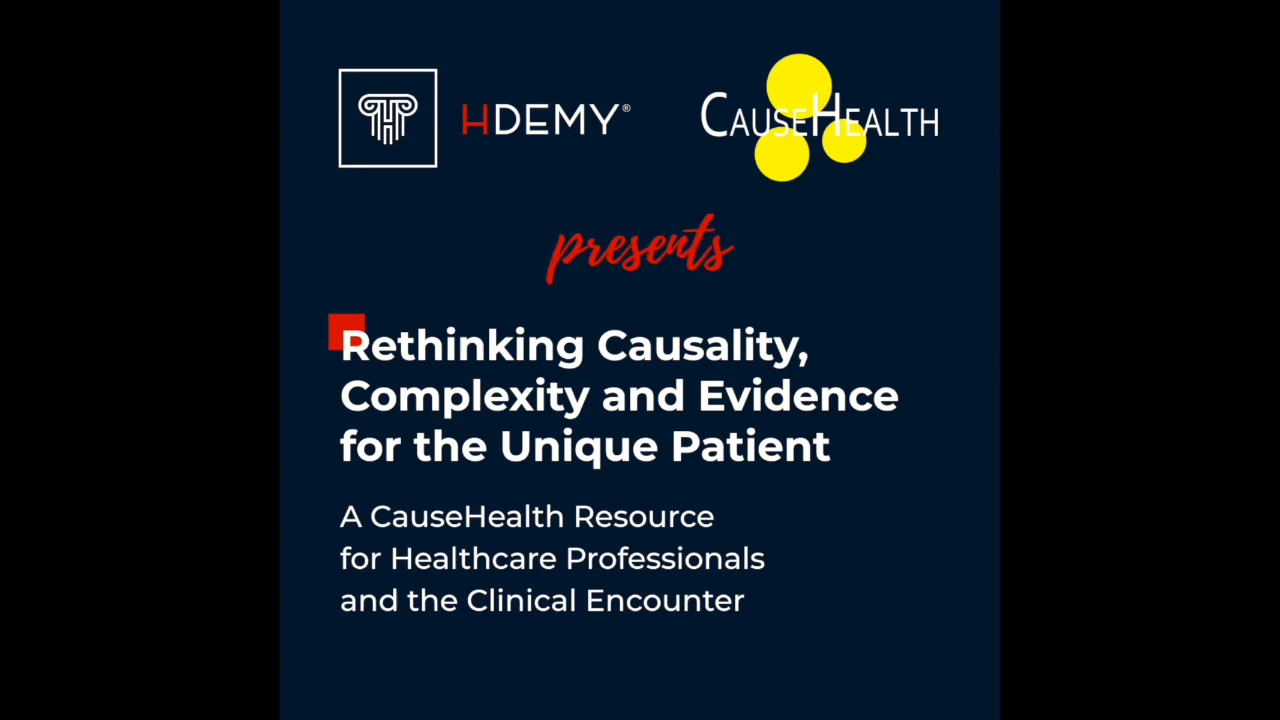 HDEMY®
CAUSEHEALTH
presents
Rethinking Causality,
Complexity and Evidence
for the Unique Patient
A CauseHealth Resource
for Healthcare Professionals
and the Clinical Encounter